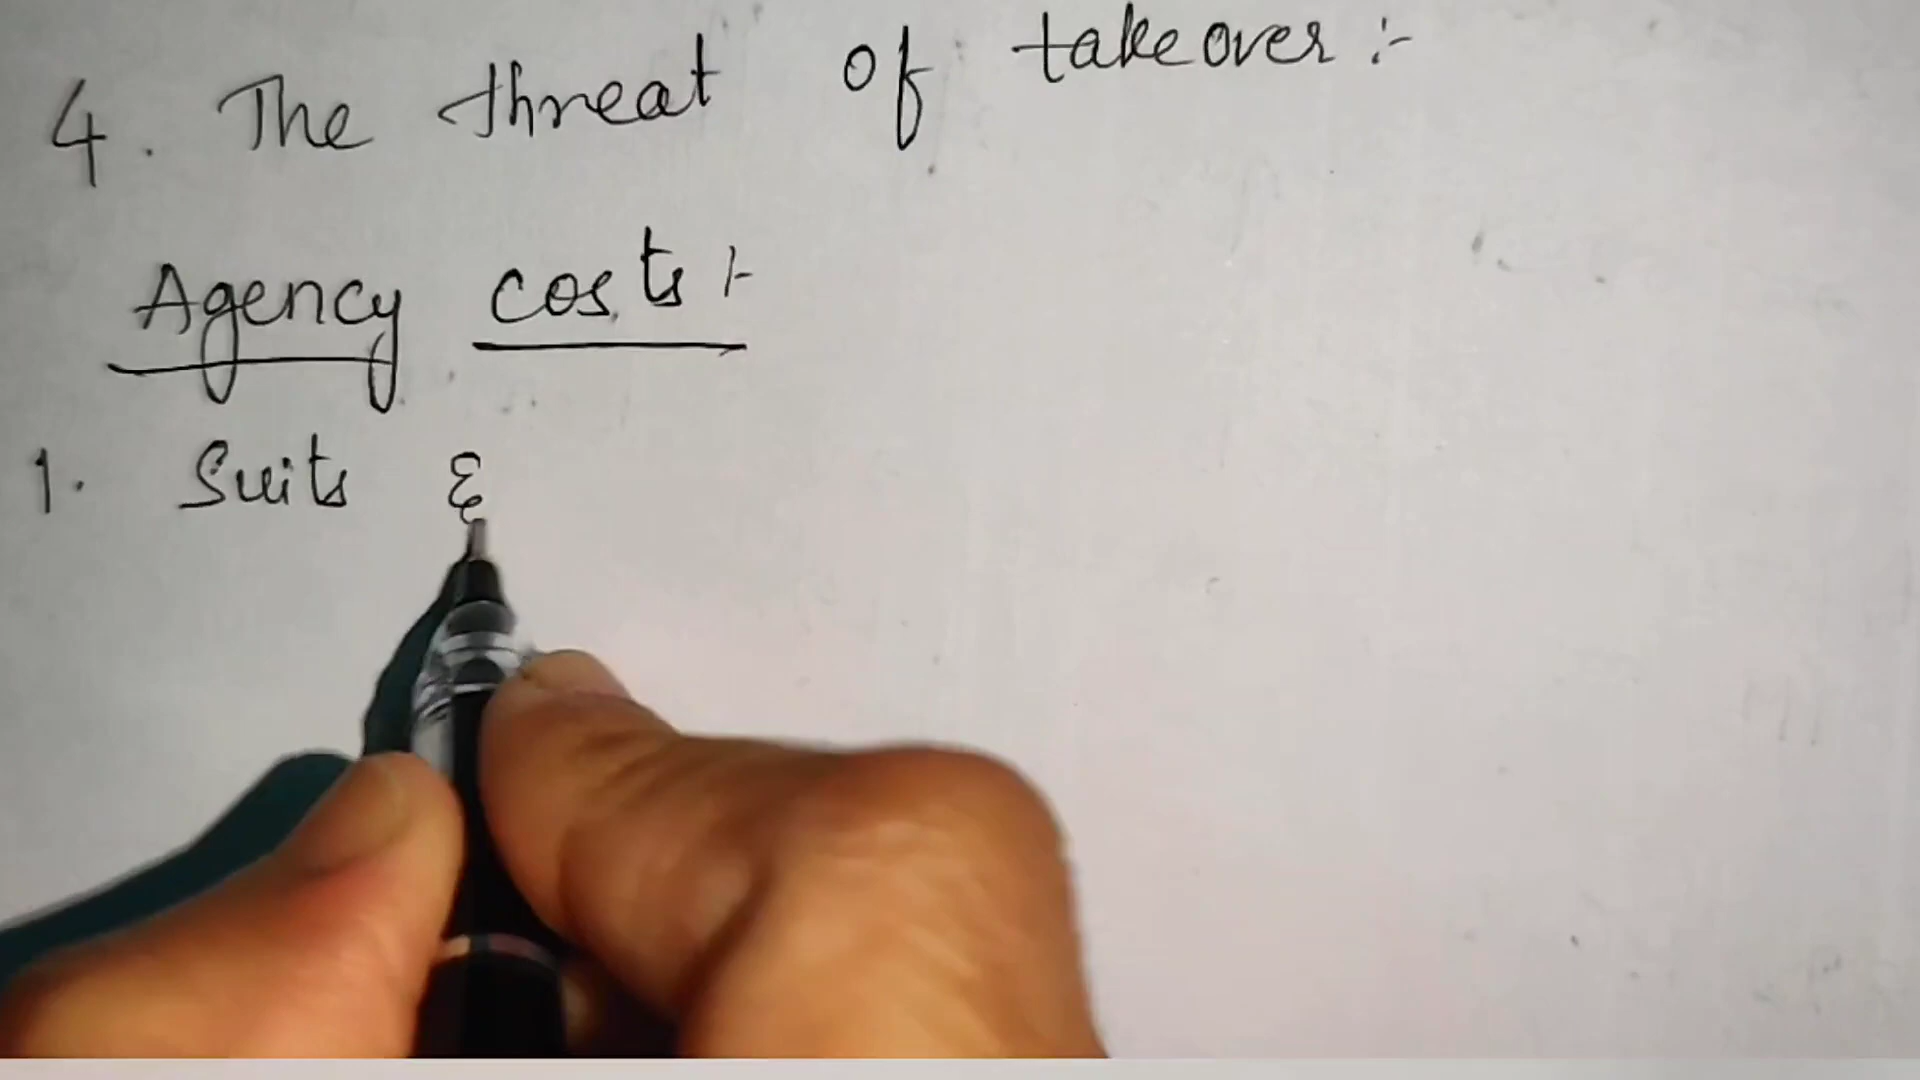 4. The threat of takeover :-
Agency costs :-
1. Suits &